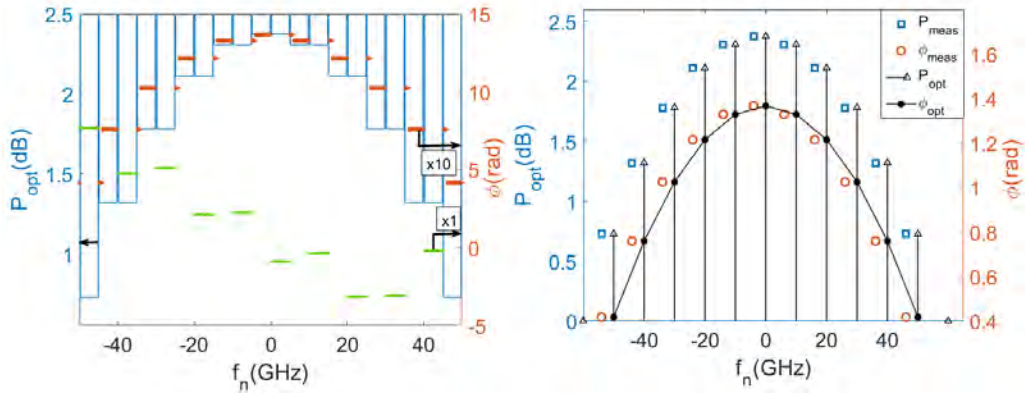 2.5
2
1.5
1
P_opt(dB)
15
10
5
0
-5
ϕ(rad)
x10
x1
-40 -20 0 20 40
f_n(GHz)
2.5
2
1.5
1
0.5
0
P_opt(dB)
P_meas
ϕ_meas
P_opt
ϕ_opt
1.6
1.4
1.2
1
0.8
0.6
0.4
ϕ(rad)
-40 -20 0 20 40
f_n(GHz)